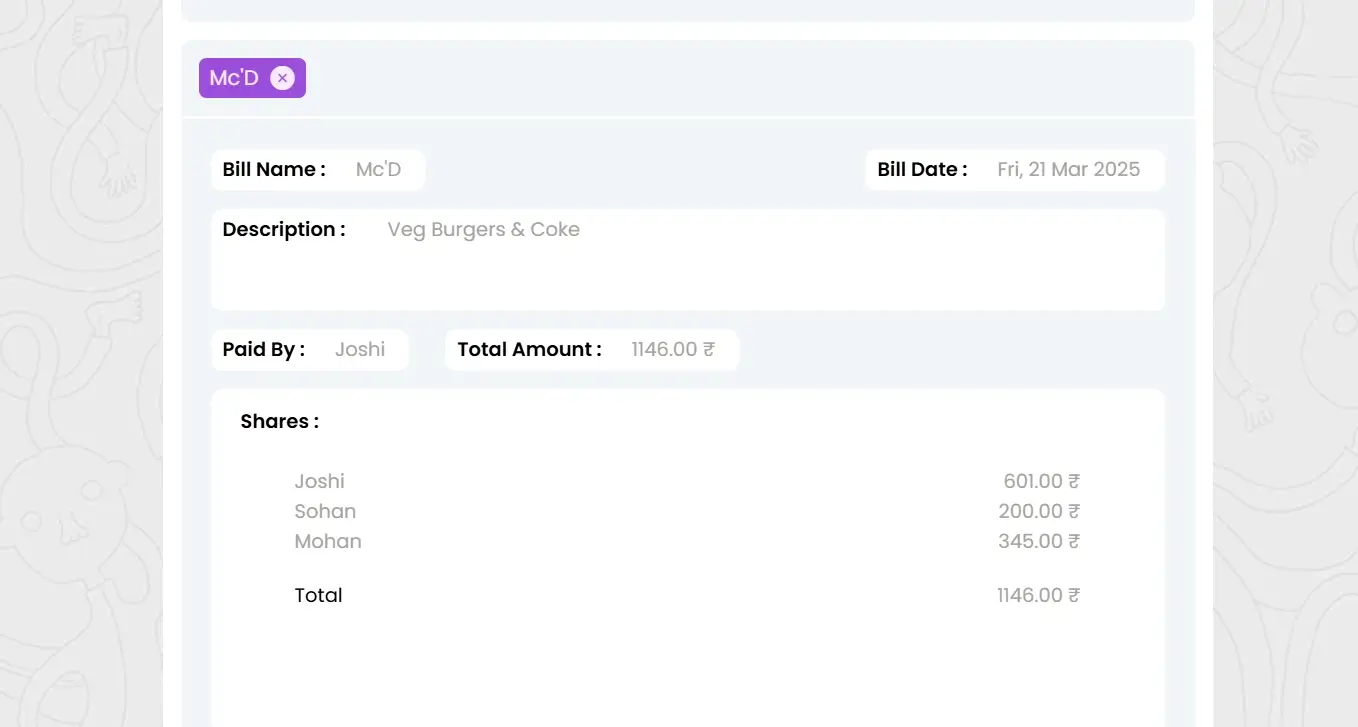 Mc'D
Bill Name : Mc'D Bill Date : Fri, 21 Mar 2025
Description : Veg Burgers & Coke
Paid By : Joshi Total Amount : 1146.00 ₹
Shares :
Joshi 601.00 ₹
Sohan 200.00 ₹
Mohan 345.00 ₹
Total 1146.00 ₹